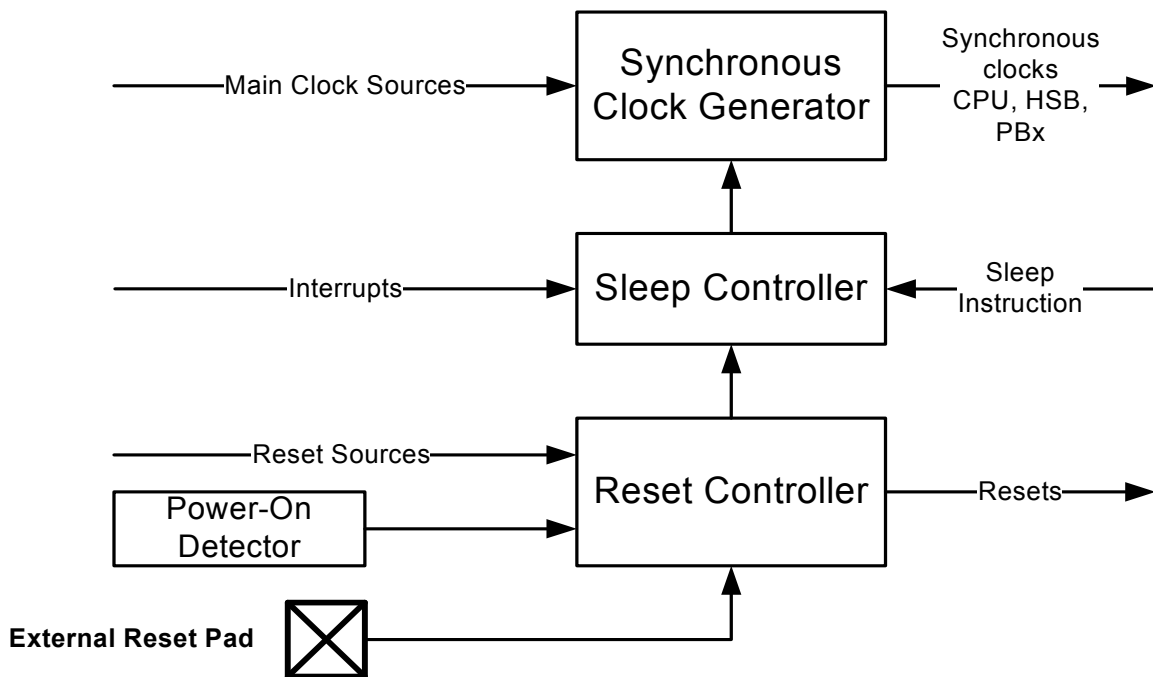 Main Clock Sources
Synchronous
Clock Generator
Synchronous
clocks
CPU, HSB,
PBx
Interrupts
Sleep Controller
Sleep
Instruction
Reset Sources
Power-On
Detector
Reset Controller
Resets
External Reset Pad